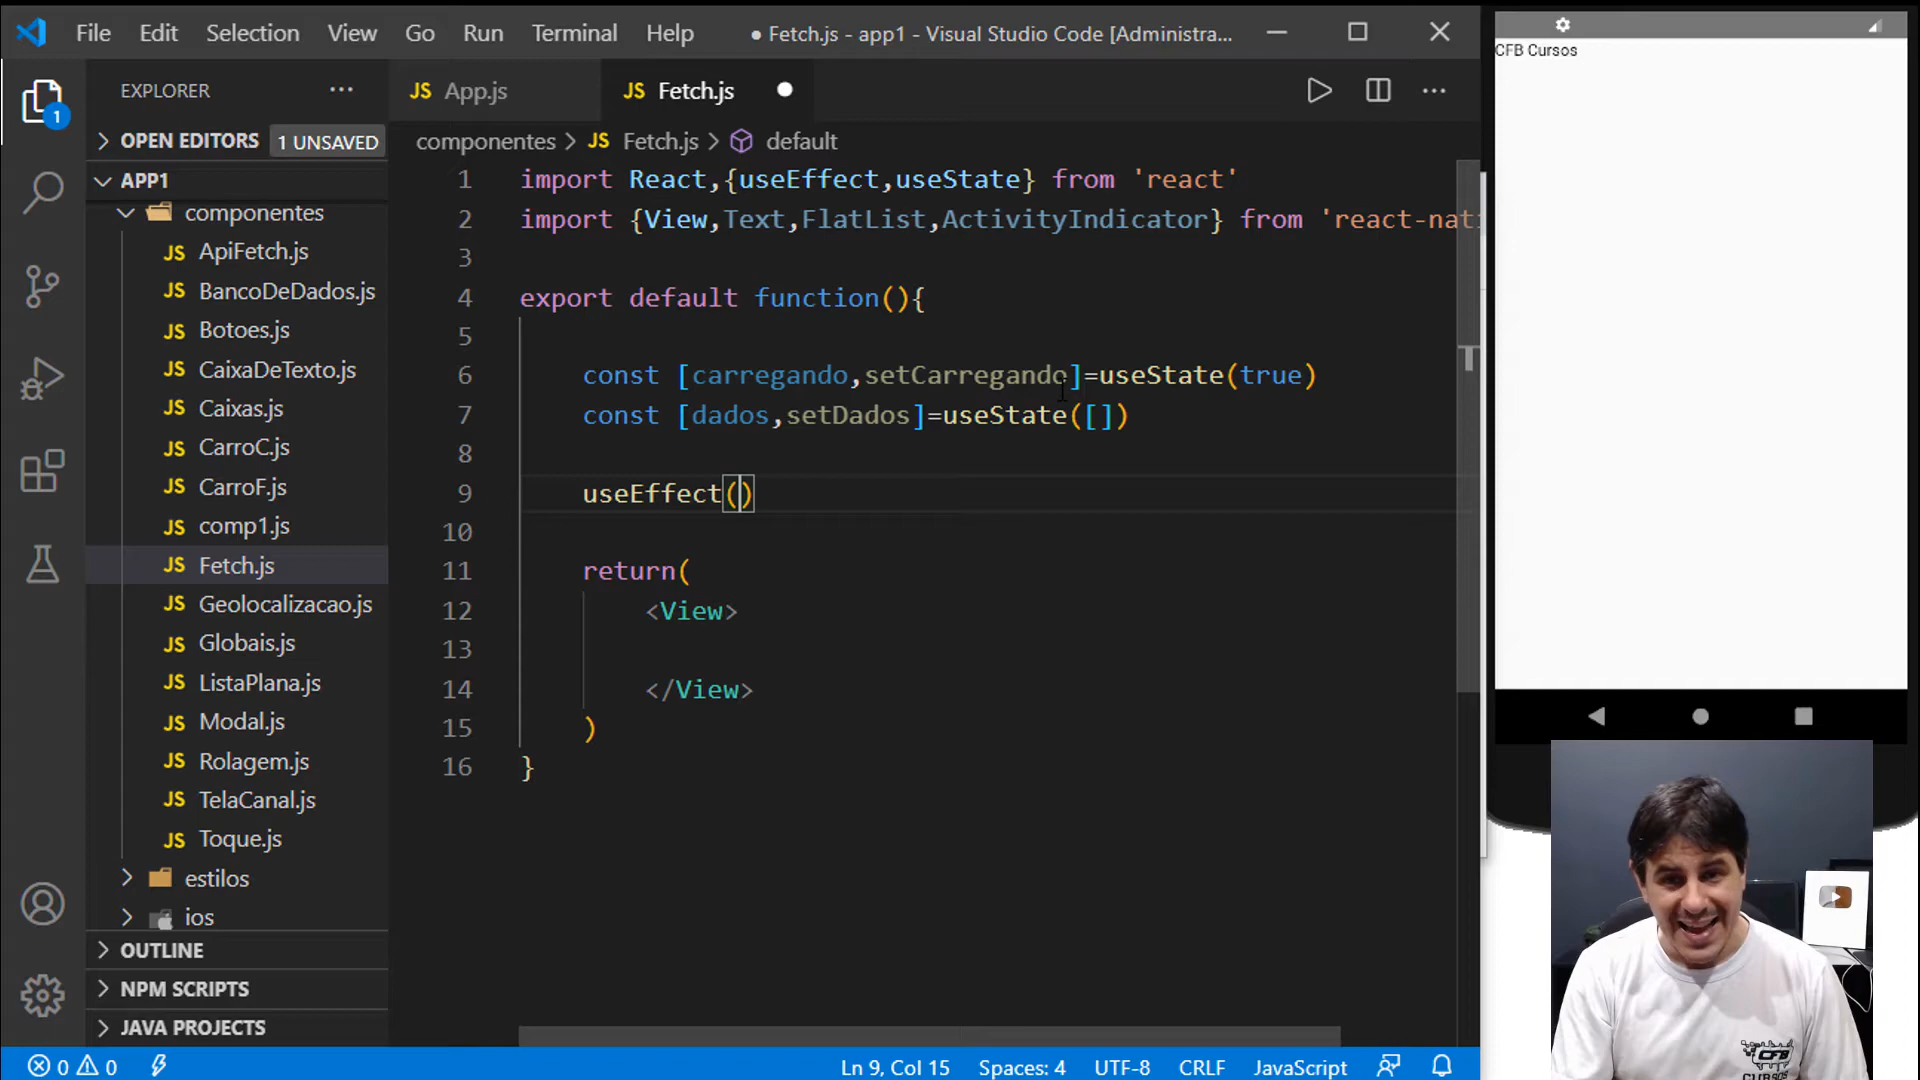 File Edit Selection View Go Run Terminal Help ● Fetch.js - app1 - Visual Studio Code [Administra...
EXPLORER ...
JS App.js
JS Fetch.js ●
OPEN EDITORS 1 UNSAVED
componentes > JS Fetch.js > default
APP1
componentes
JS ApiFetch.js
JS BancoDeDados.js
JS Botoes.js
JS CaixaDeTexto.js
JS Caixas.js
JS CarroC.js
JS CarroF.js
JS comp1.js
JS Fetch.js
JS Geolocalizacao.js
JS Globais.js
JS ListaPlana.js
JS Modal.js
JS Rolagem.js
JS TelaCanal.js
JS Toque.js
estilos
ios
OUTLINE
NPM SCRIPTS
JAVA PROJECTS
1
1 import React,{useEffect,useState} from 'react'
2 import {View,Text,FlatList,ActivityIndicator} from 'react-nati
3
4 export default function(){
5
6 const [carregando,setCarregando]=useState(true)
7 const [dados,setDados]=useState([])
8
9 useEffect()
10
11 return(
12 <View>
13
14 </View>
15 )
16 }
0 0 Ln 9, Col 15 Spaces: 4 UTF-8 CRLF JavaScript
CFB Cursos
CFB
CURSOS